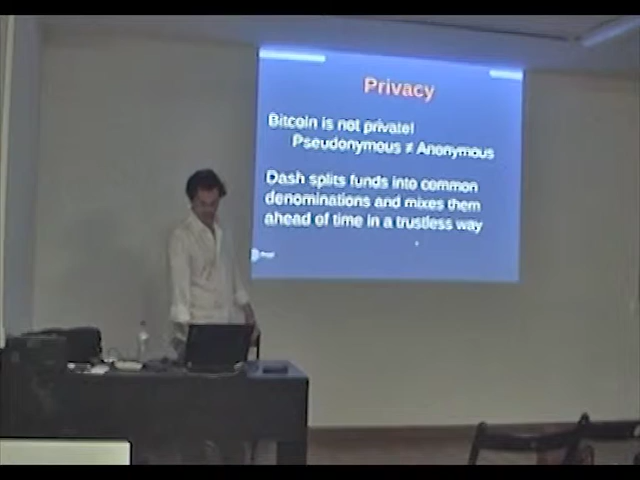 Privacy
Bitcoin is not private!
Pseudonymous ≠ Anonymous
Dash splits funds into common
denominations and mixes them
ahead of time in a trustless way